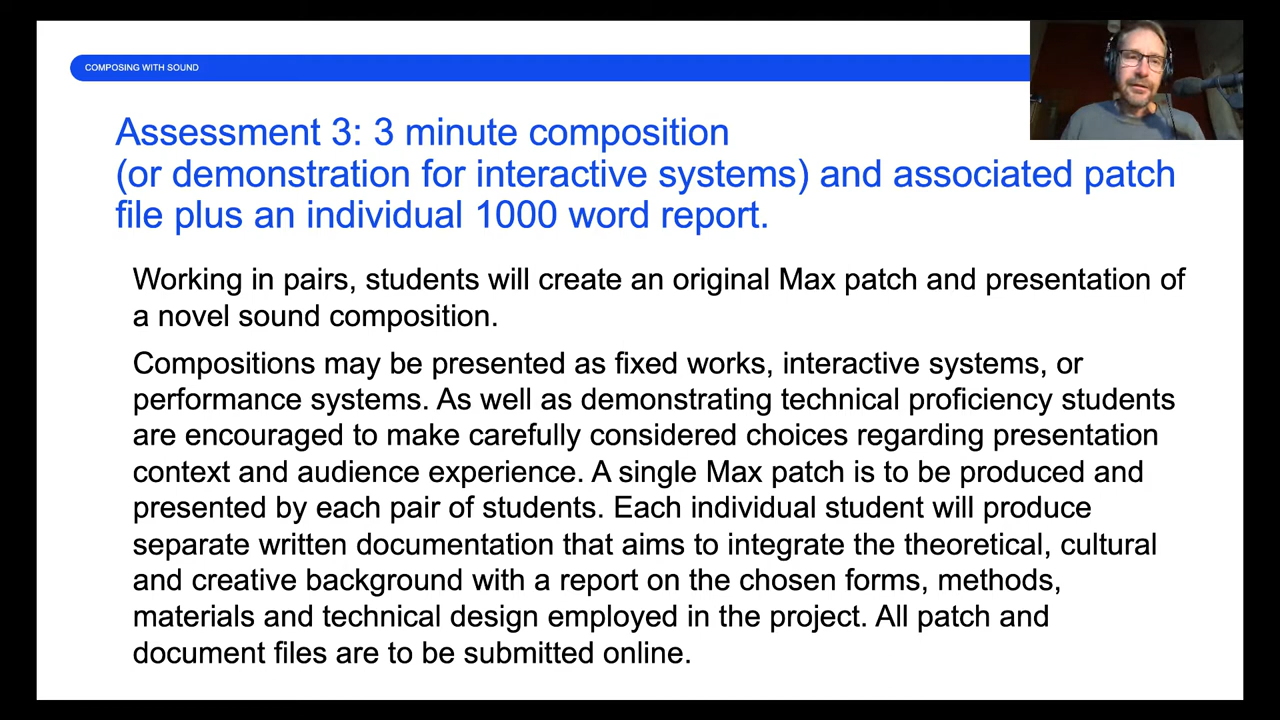 COMPOSING WITH SOUND
Assessment 3: 3 minute composition
(or demonstration for interactive systems) and associated patch
file plus an individual 1000 word report.
Working in pairs, students will create an original Max patch and presentation of
a novel sound composition.
Compositions may be presented as fixed works, interactive systems, or
performance systems. As well as demonstrating technical proficiency students
are encouraged to make carefully considered choices regarding presentation
context and audience experience. A single Max patch is to be produced and
presented by each pair of students. Each individual student will produce
separate written documentation that aims to integrate the theoretical, cultural
and creative background with a report on the chosen forms, methods,
materials and technical design employed in the project. All patch and
document files are to be submitted online.